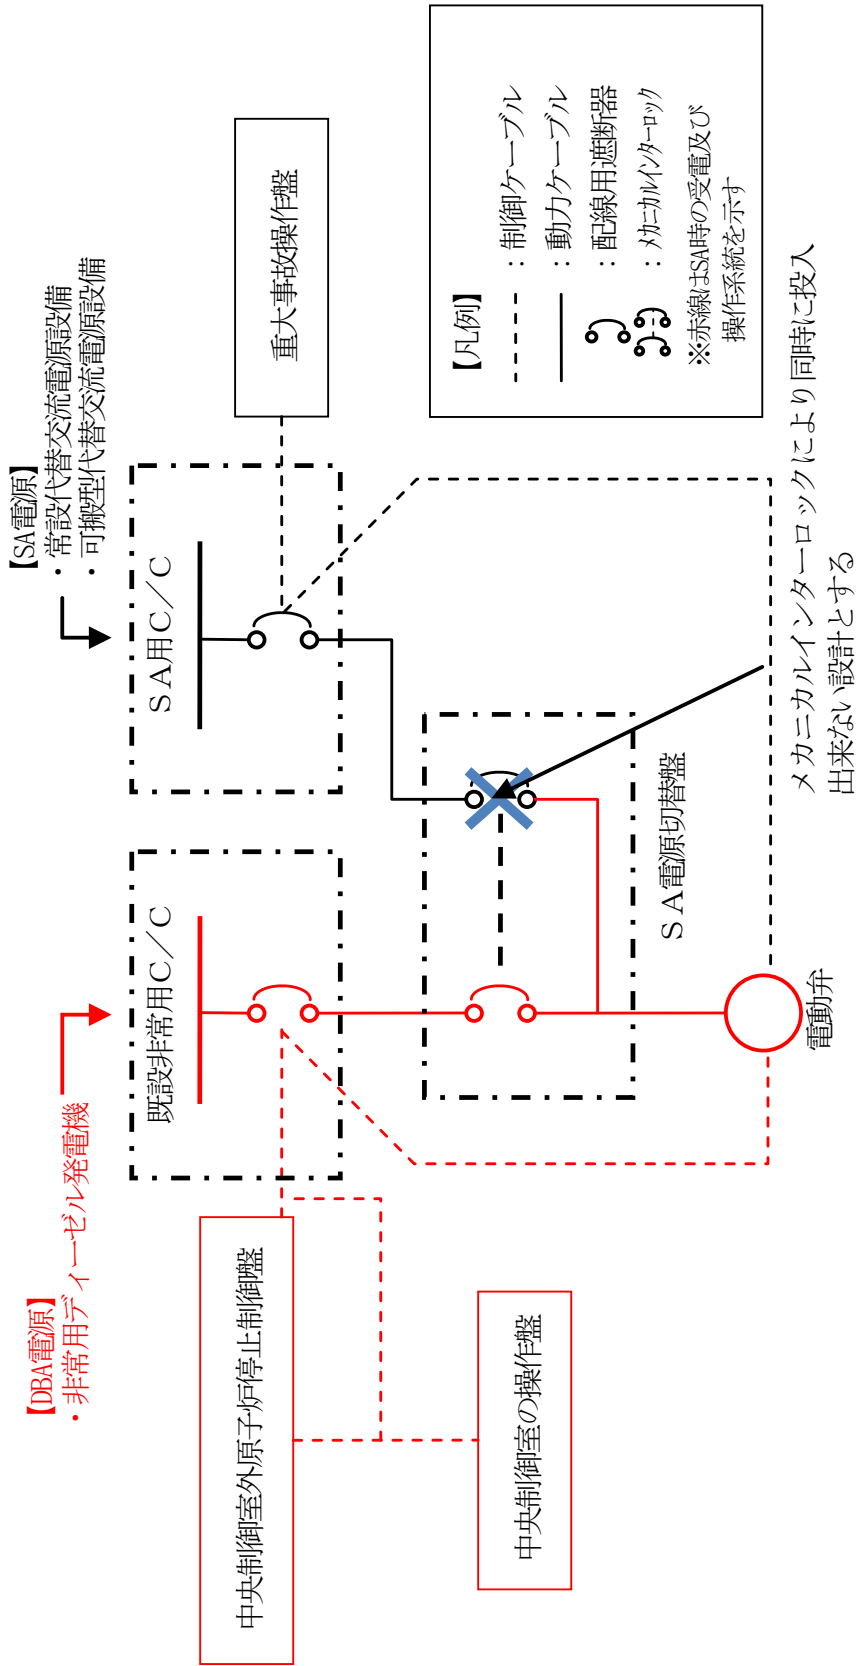 【DBA電源】
・非常用ディーゼル発電機
【SA電源】
・常設代替交流電源設備
・可搬型代替交流電源設備
既設非常用C/C
SA用C/C
中央制御室外原子炉停止制御盤
重大事故操作盤
中央制御室の操作盤
SA電源切替盤
電動弁
メカニカルインターロックにより同時に投入
出来ない設計とする
【凡例】
：制御ケーブル
：動力ケーブル
：配線用遮断器
：メカニカルインターロック
※赤線はSA時の受電及び
操作系統を示す